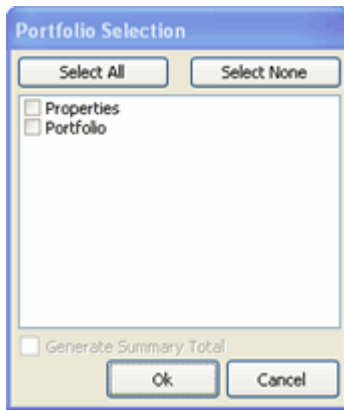 Portfolio Selection
Select All Select None
Properties
Portfolio
Generate Summary Total
Ok Cancel